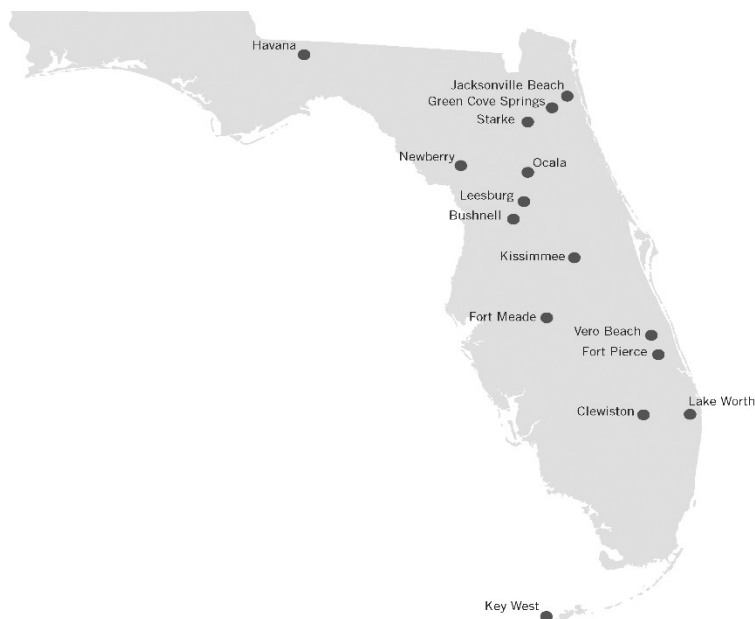 Havana
Jacksonville Beach
Green Cove Springs
Starke
Newberry
Ocala
Leesburg
Bushnell
Kissimmee
Fort Meade
Vero Beach
Fort Pierce
Lake Worth
Clewiston
Key West